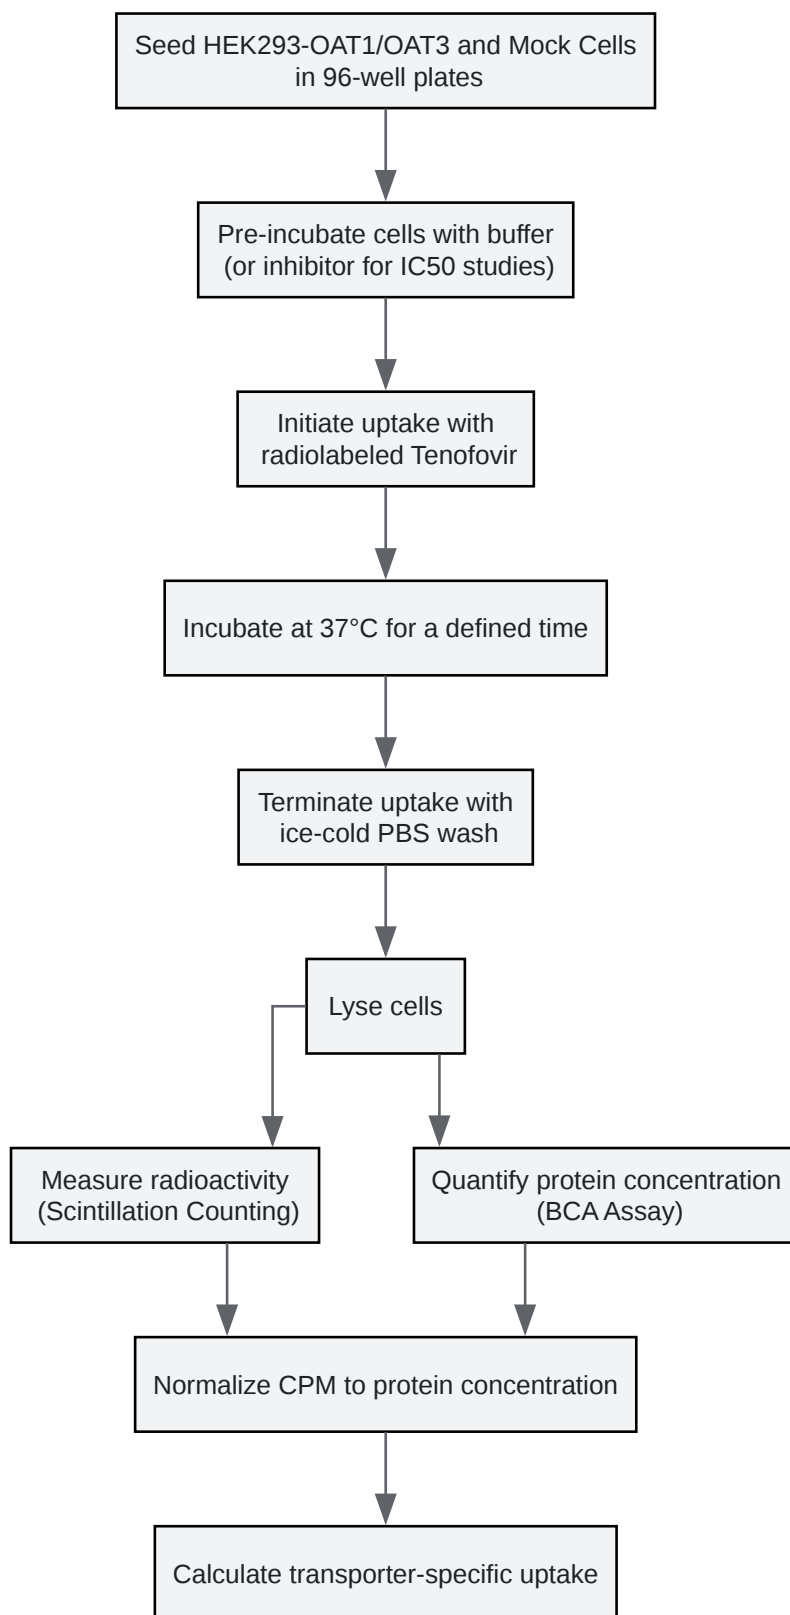 Seed HEK293-OAT1/OAT3 and Mock Cells
in 96-well plates
Pre-incubate cells with buffer
(or inhibitor for IC50 studies)
Initiate uptake with
radiolabeled Tenofovir
Incubate at 37°C for a defined time
Terminate uptake with
ice-cold PBS wash
Lyse cells
Measure radioactivity
(Scintillation Counting)
Quantify protein concentration
(BCA Assay)
Normalize CPM to protein concentration
Calculate transporter-specific uptake